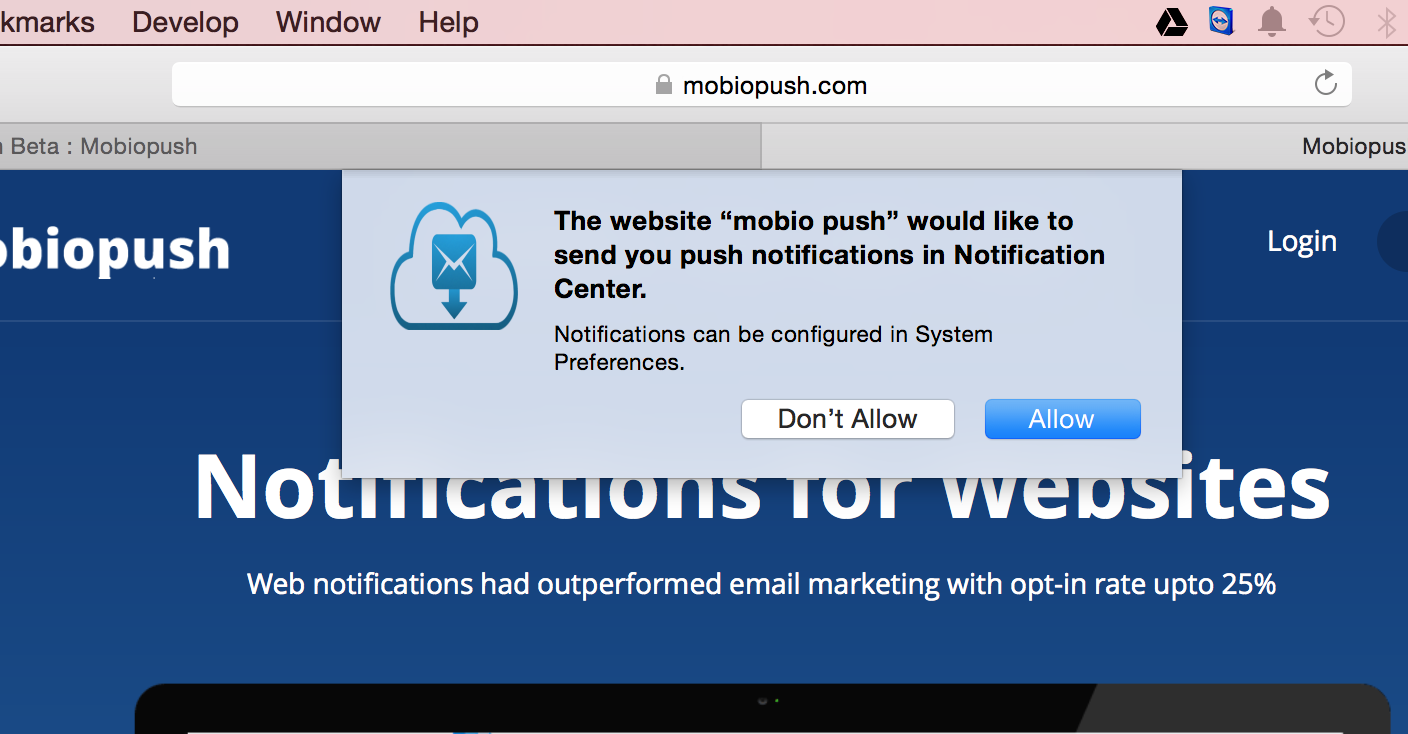 kmarks Develop Window Help
mobiopush.com
n Beta : Mobiopush
Mobiopus
obiopush
Login
The website “mobio push” would like to
send you push notifications in Notification
Center.
Notifications can be configured in System
Preferences.
Don’t Allow
Allow
Notifications for Websites
Web notifications had outperformed email marketing with opt-in rate upto 25%